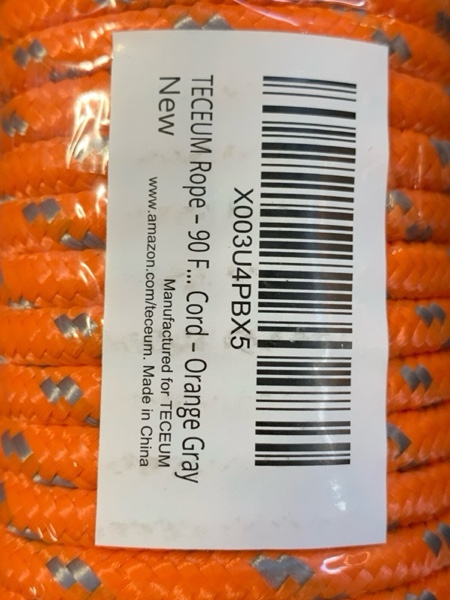 X003U4PBX5
TECEUM Rope - 90 F... Cord - Orange Gray
New
Manufactured for TECEUM
www.amazon.com/teceum. Made in China